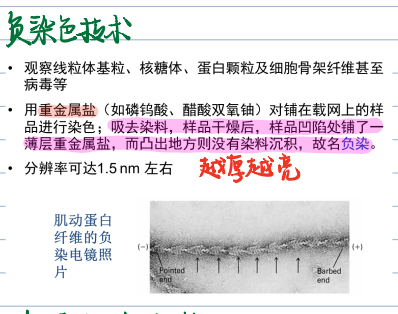 负染色技术
• 观察线粒体基粒、核糖体、蛋白颗粒及细胞骨架纤维甚至
病毒等
• 用重金属盐（如磷钨酸、醋酸双氧铀）对铺在载网上的样
品进行染色；吸去染料，样品干燥后，样品凹陷处铺了一
薄层重金属盐，而凸出地方则没有染料沉积，故名负染。
• 分辨率可达1.5 nm 左右
越厚越亮
肌动蛋白
纤维的负
染电镜照
片
(−)
(+)
Pointed
end
Barbed
end